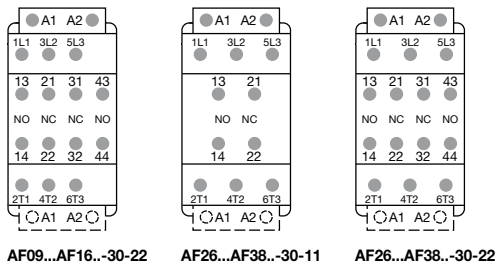 A1 A2
1L1 3L2 5L3
13 21 31 43
NO NC NC NO
14 22 32 44
2T1 4T2 6T3
A1 A2
AF09...AF16..-30-22
A1 A2
1L1 3L2 5L3
13 21
NO NC
14 22
2T1 4T2 6T3
A1 A2
AF26...AF38..-30-11
A1 A2
1L1 3L2 5L3
13 21 31 43
NO NC NC NO
14 22 32 44
2T1 4T2 6T3
A1 A2
AF26...AF38..-30-22